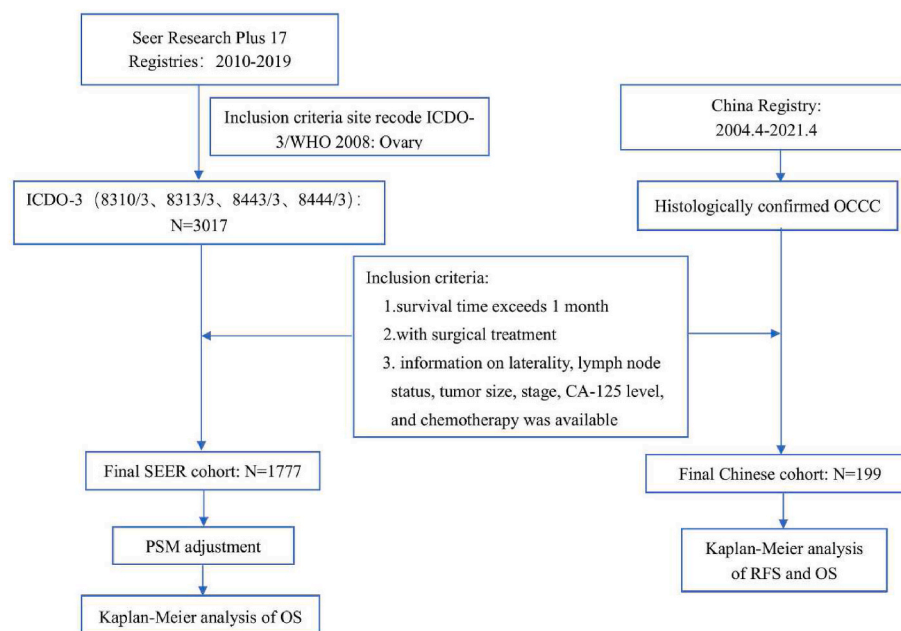 Seer Research Plus 17
Registries：2010-2019
Inclusion criteria site recode ICDO-
3/WHO 2008: Ovary
ICDO-3（8310/3、8313/3、8443/3、8444/3）:
N=3017
China Registry:
2004.4-2021.4
Histologically confirmed OCCC
Inclusion criteria:
1.survival time exceeds 1 month
2.with surgical treatment
3. information on laterality, lymph node
status, tumor size, stage, CA-125 level,
and chemotherapy was available
Final SEER cohort: N=1777
PSM adjustment
Kaplan-Meier analysis of OS
Final Chinese cohort: N=199
Kaplan-Meier analysis
of RFS and OS